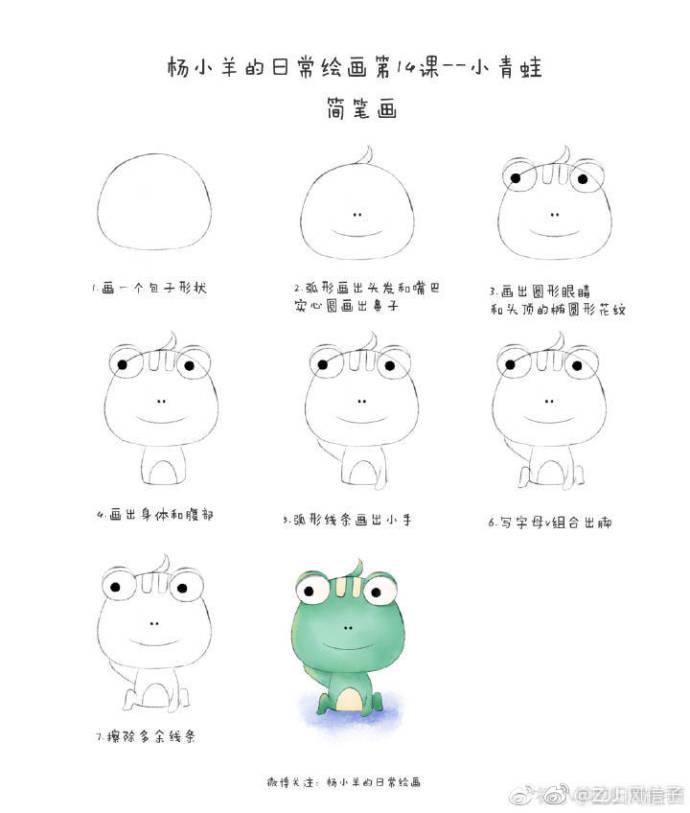 杨小羊的日常绘画第14课--小青蛙
简笔画
1.画一个包子形状
2.弧形画出头发和嘴巴
实心圆画出鼻子
3.画出圆形眼睛
和头顶的椭圆形花纹
4.画出身体和腹部
5.弧形线条画出小手
6.写字母v组合出脚
7.擦除多余线条
微博关注：杨小羊的日常绘画